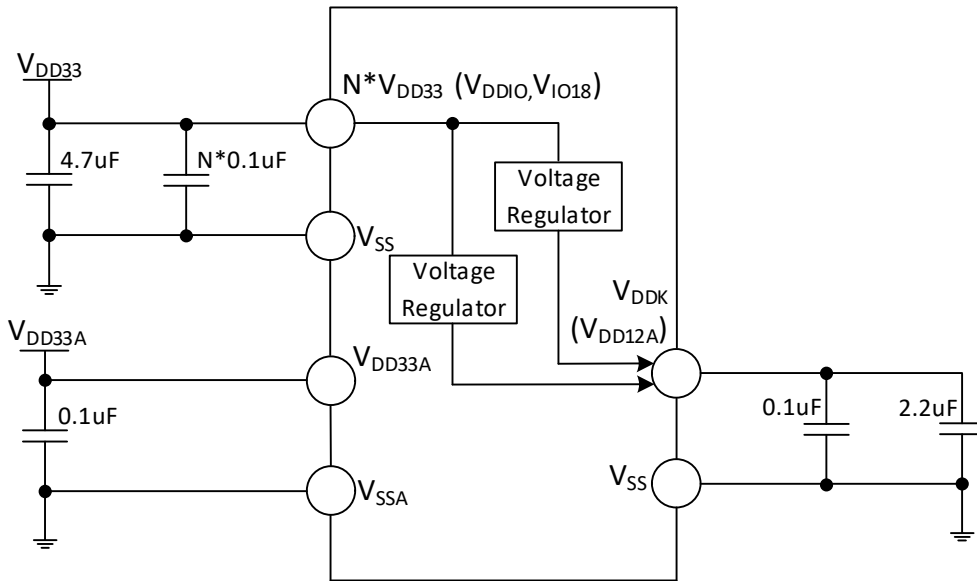 VDD33
N*VDD33 (VDDIO,VIO18)
4.7uF
N*0.1uF
Voltage
Regulator
VSS
Voltage
Regulator
VDDK
(VDD12A)
VDD33A
VDD33A
0.1uF
0.1uF
2.2uF
VSSA
VSS